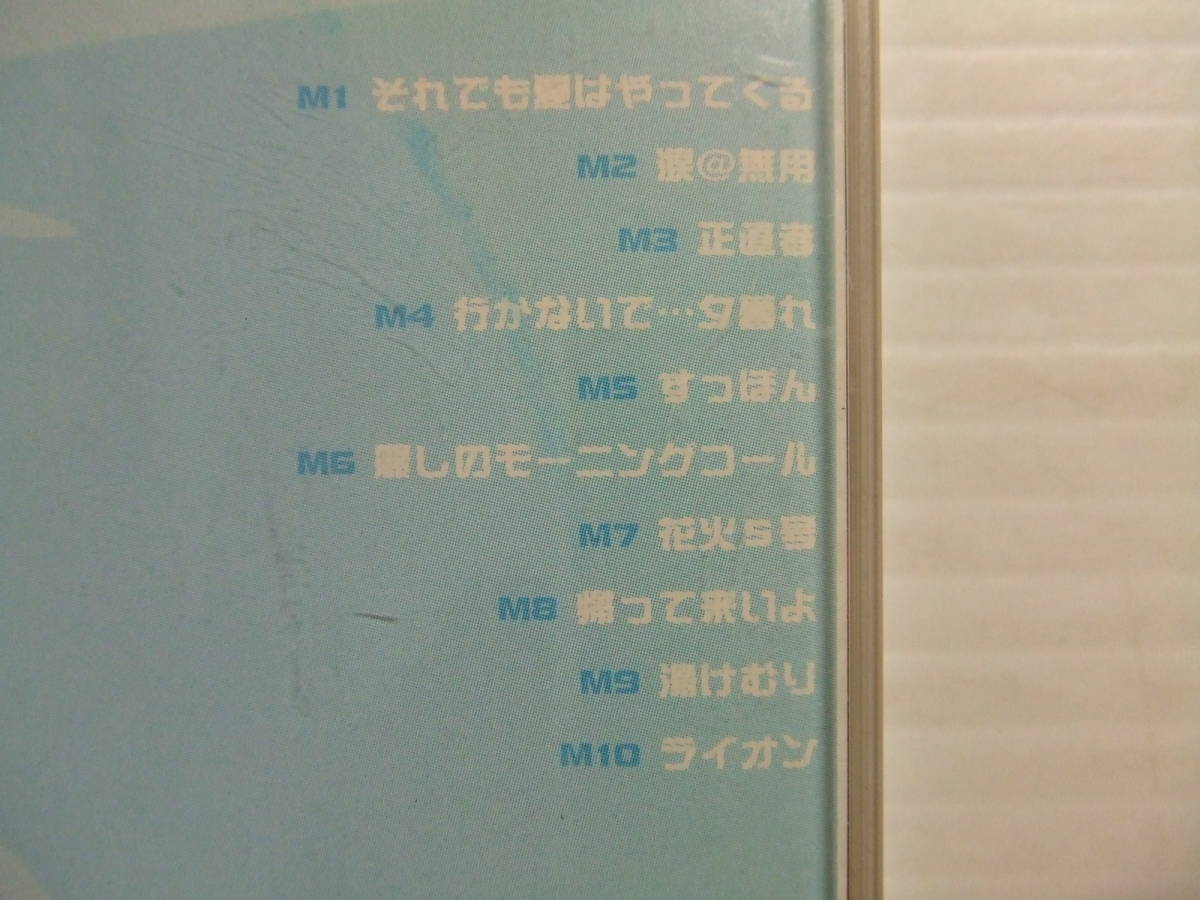 M1 それでも愛はやってくる
M2 涙@無用
M3 正直者
M4 行かないで…夕暮れ
M5 すっぽん
M6 癒しのモーニングコール
M7 花火5号
M8 帰って来いよ
M9 湯けむり
M10 ライオン